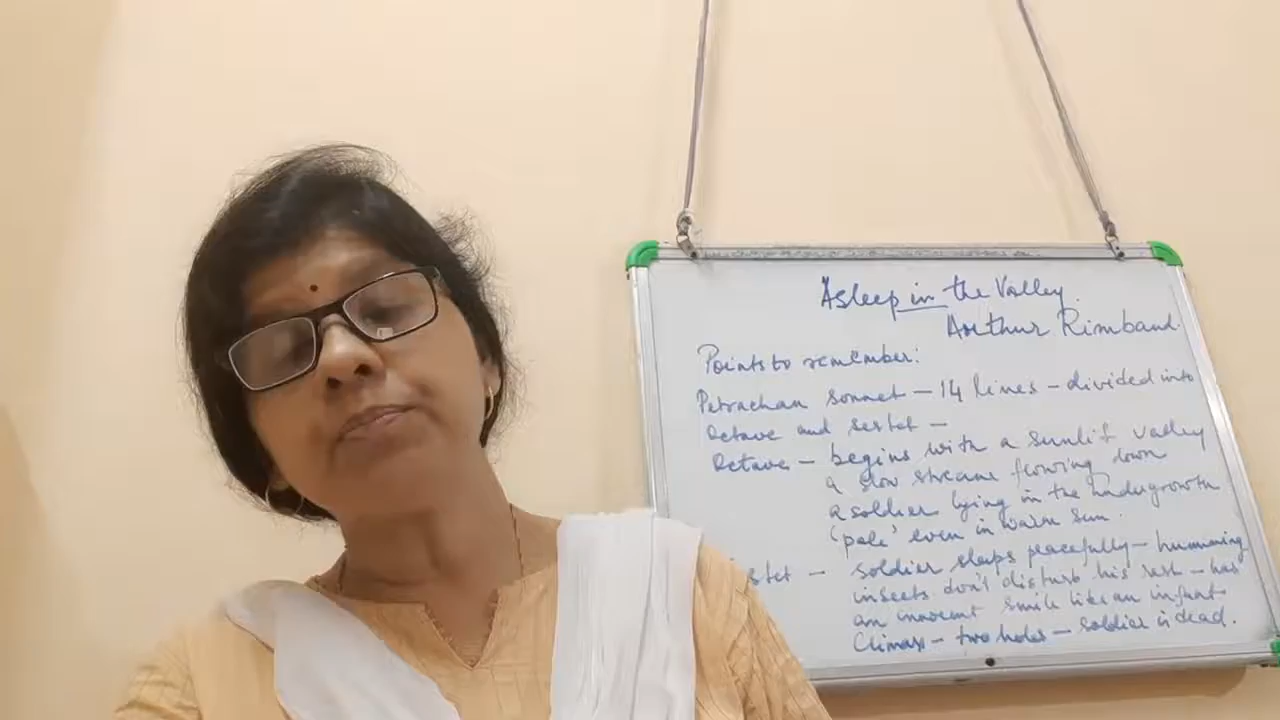 Asleep in the Valley
Arthur Rimbaud.
Points to remember:
Petrachan sonnet – 14 lines – divided into
Octave and sestet –
Octave – begins with a sunlit valley
a slow stream flowing down
a soldier lying in the undergrowth
'pale' even in warm sun.
stet – soldier sleeps peacefully – humming
insects don't disturb his rest – has
an innocent smile like an infant
Climax – two holes – soldier is dead.